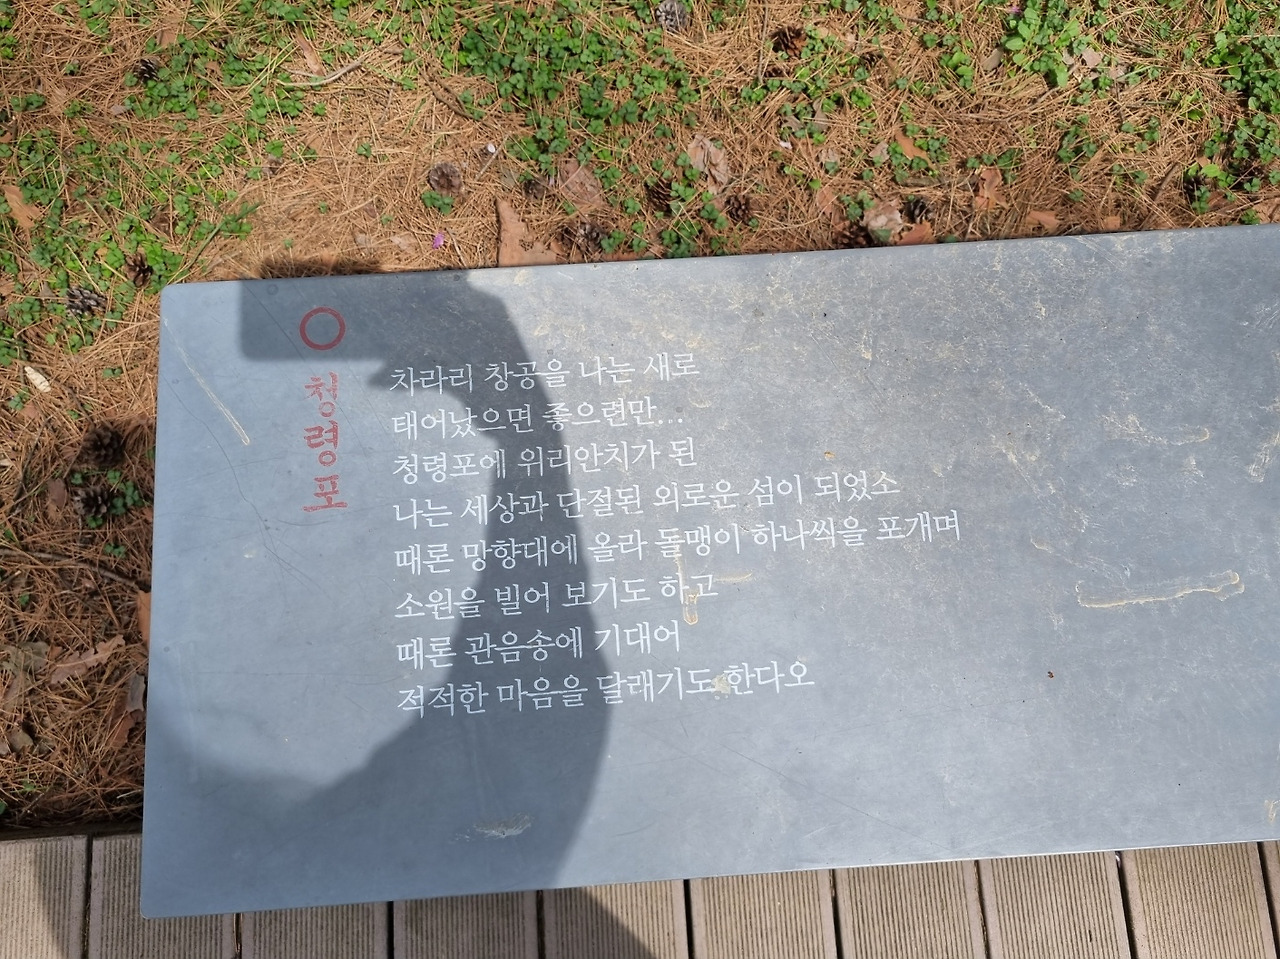 청령포
차라리 창공을 나는 새로
태어났으면 좋으련만...
청령포에 위리안치가 된
나는 세상과 단절된 외로운 섬이 되었소
때론 망향대에 올라 돌맹이 하나씩을 포개며
소원을 빌어 보기도 하고
때론 관음송에 기대어
적적한 마음을 달래기도 한다오